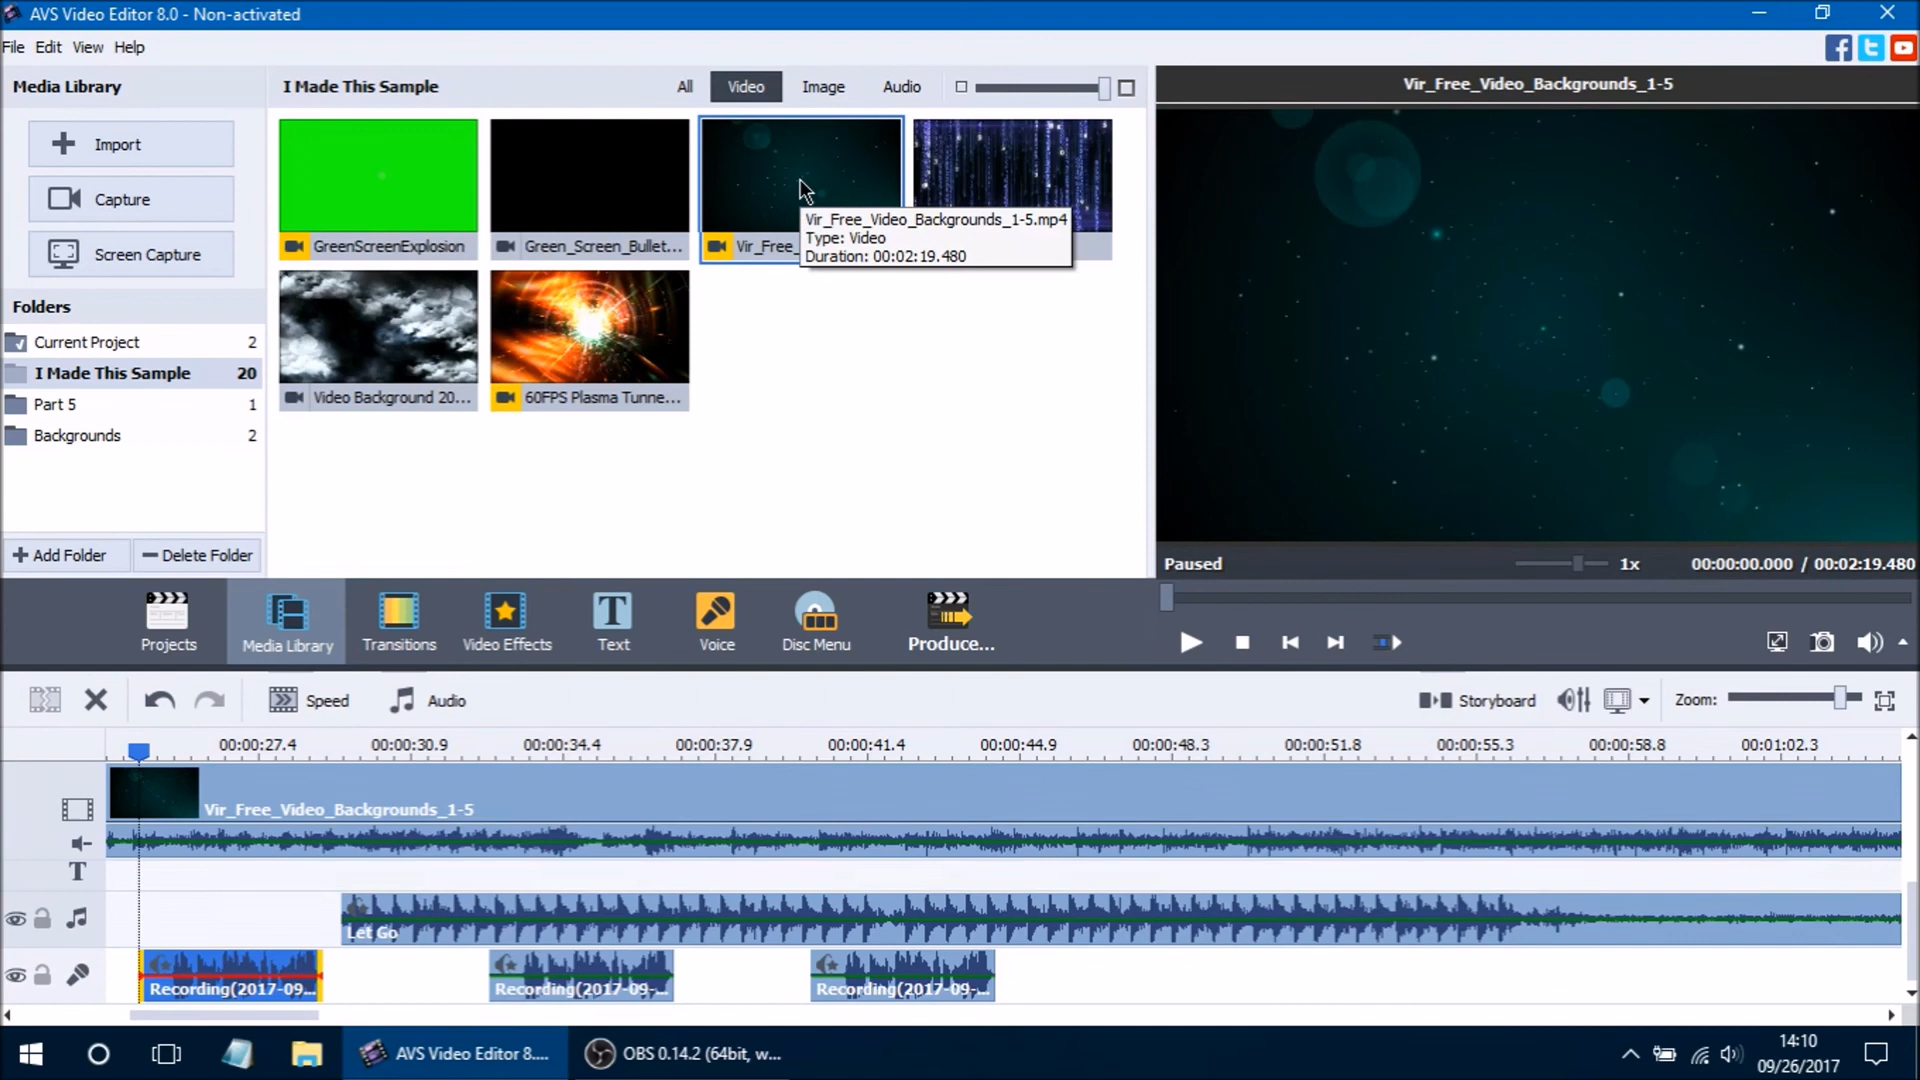 AVS Video Editor 8.0 - Non-activated
File Edit View Help
Media Library
I Made This Sample
All Video Image Audio
Vir_Free_Video_Backgrounds_1-5
Import
Capture
Screen Capture
GreenScreenExplosion
Green_Screen_Bullet...
Vir_Free_
Vir_Free_Video_Backgrounds_1-5.mp4
Type: Video
Duration: 00:02:19.480
Video Background 20...
60FPS Plasma Tunne...
Folders
Current Project 2
I Made This Sample 20
Part 5 1
Backgrounds 2
Add Folder
Delete Folder
Paused
1x
00:00:00.000 / 00:02:19.480
Projects
Media Library
Transitions
Video Effects
T
Text
Voice
Disc Menu
Produce...
Speed
Audio
Storyboard
Zoom:
00:00:27.4 00:00:30.9 00:00:34.4 00:00:37.9 00:00:41.4 00:00:44.9 00:00:48.3 00:00:51.8 00:00:55.3 00:00:58.8 00:01:02.3
Vir_Free_Video_Backgrounds_1-5
T
Let Go
Recording(2017-09...
Recording(2017-09-...
Recording(2017-09-...
AVS Video Editor 8....
OBS 0.14.2 (64bit, w...
14:10
09/26/2017